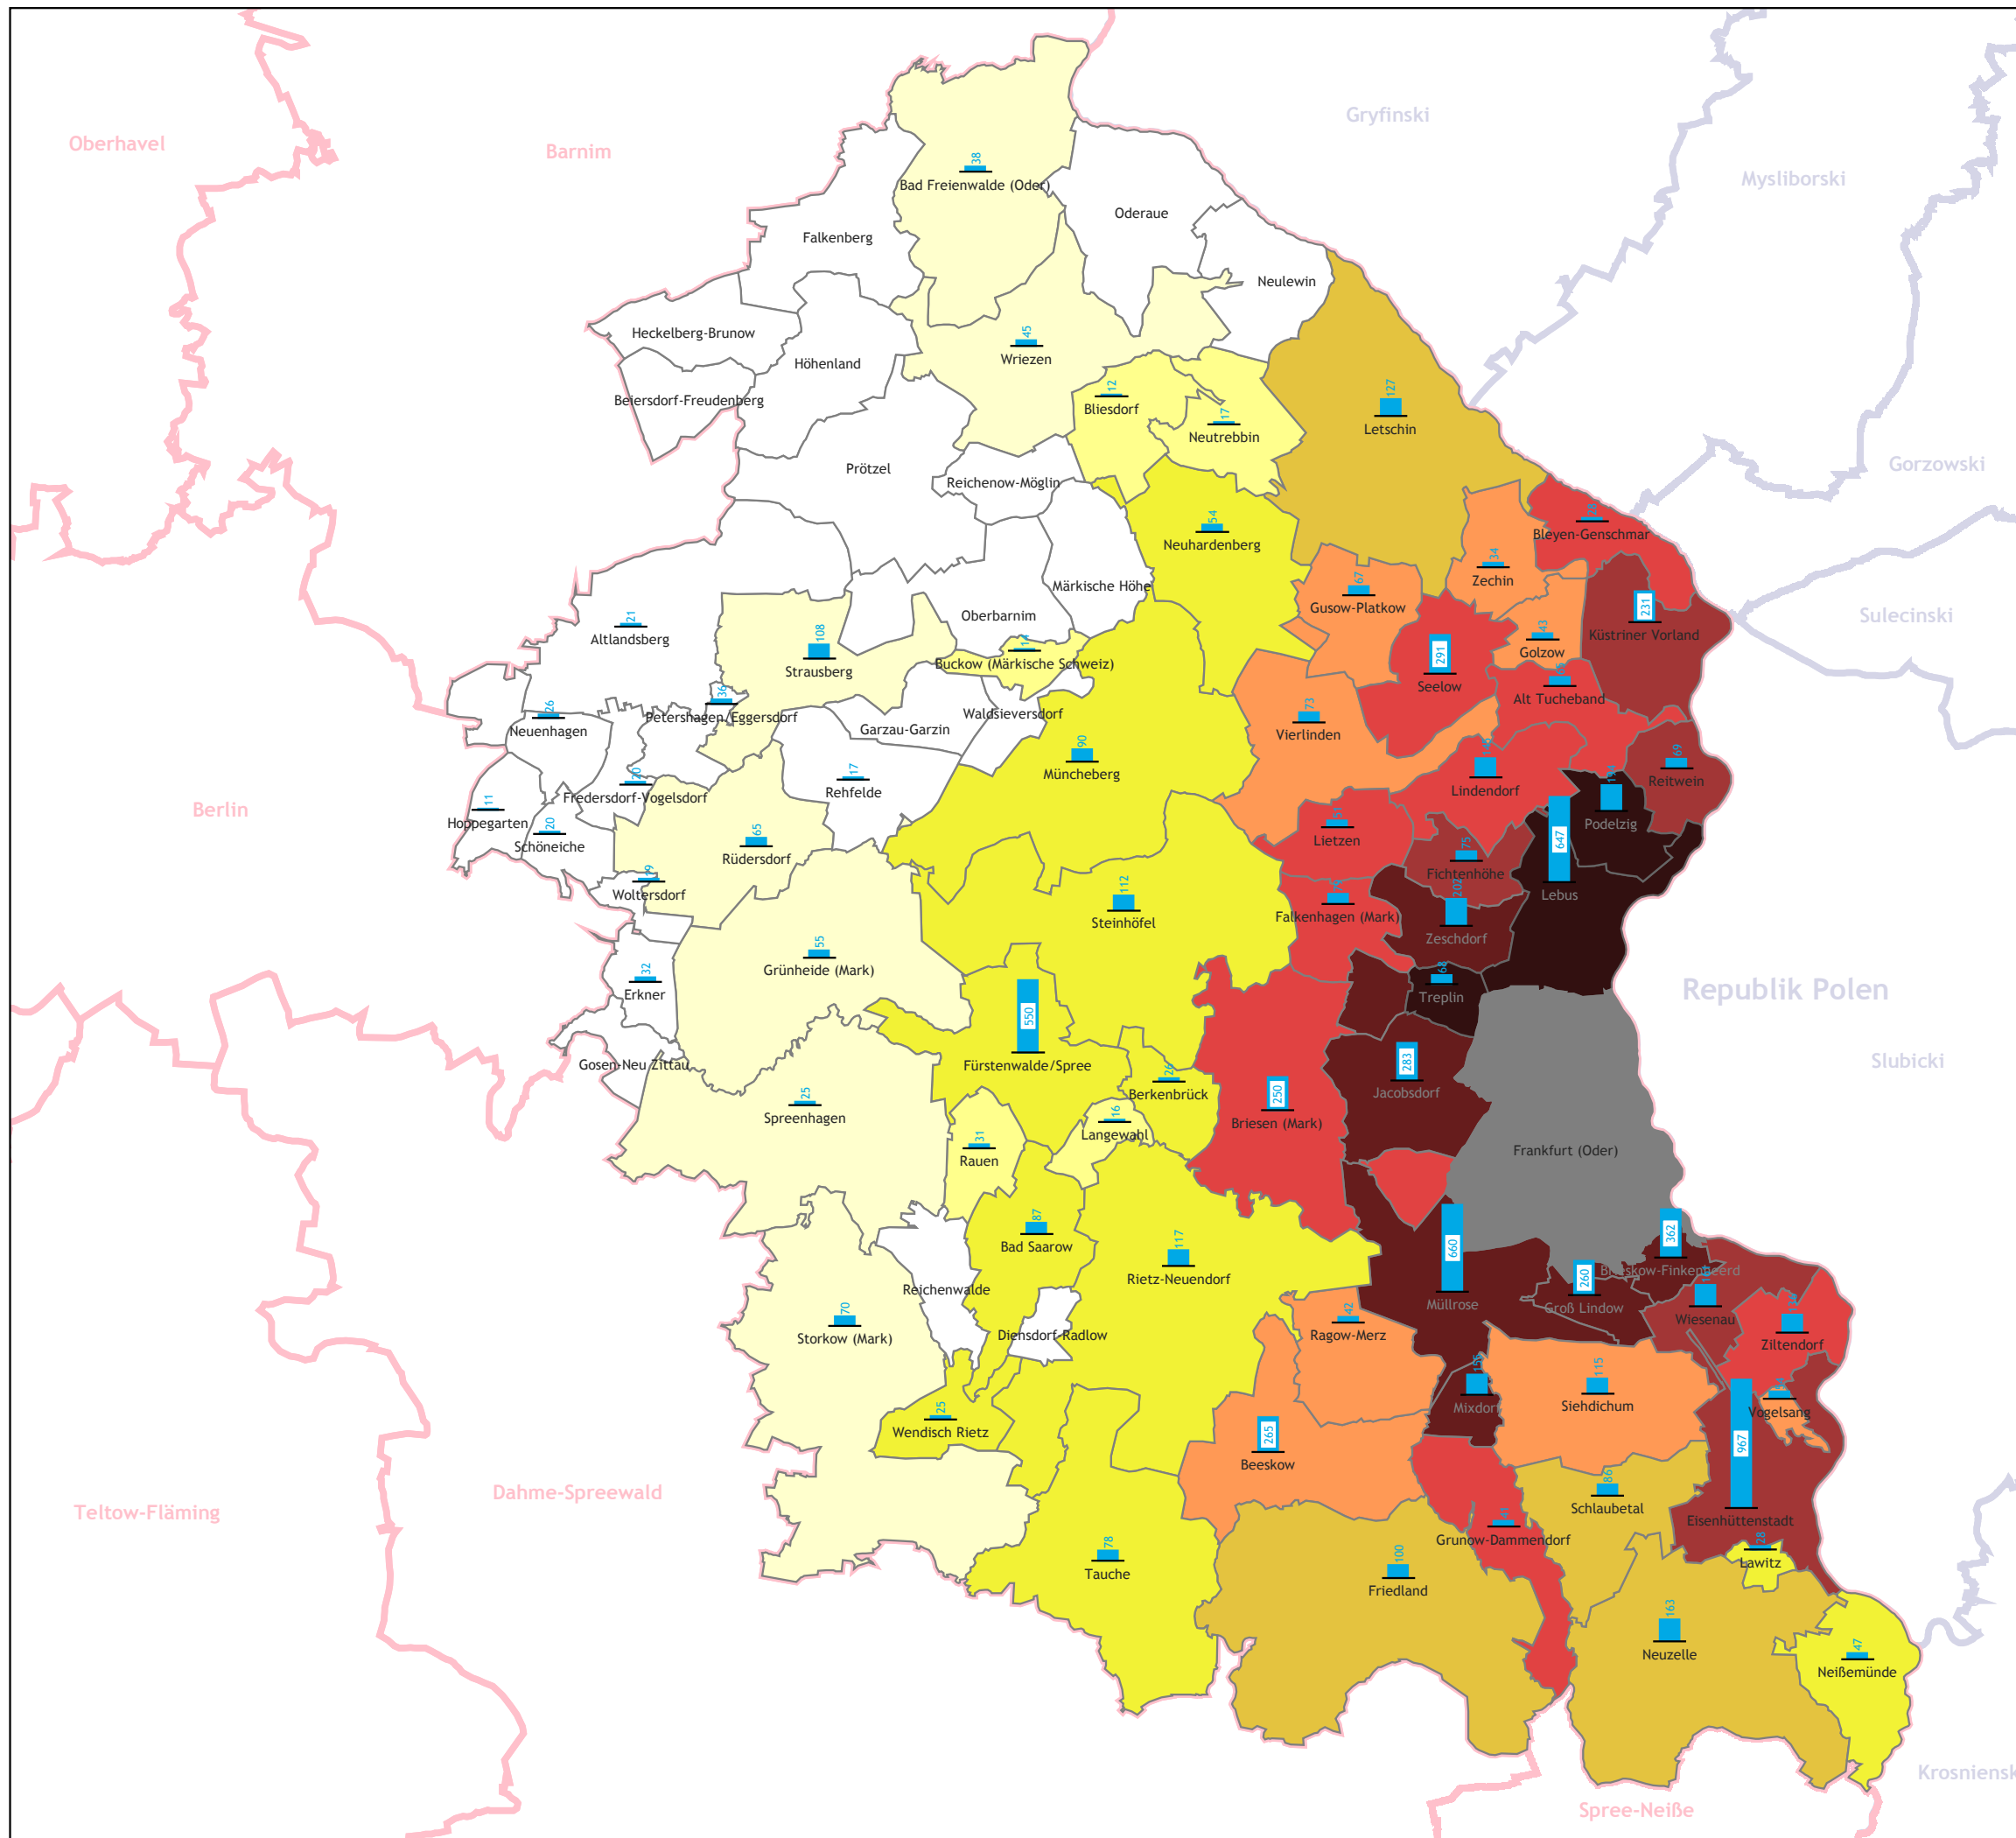 Gryfinski
Oberhavel
Barnim
38
Mysliborski
Bad Freienwalde (Oder)
Oderaue
Falkenberg
Neulewin
Heckelberg-Brunow
45
Wriezen
Höhenland
12
127
Beiersdorf-Freudenberg
Bliesdorf
17
Letschin
Neutrebbin
Prötzel
Gorzowski
Reichenow-Möglin
54
Bleyen-Genschmar
Neuhardenberg
34
Zechin
67
Märkische Höhe
Gusow-Platkow
231
21
Oberbarnim
Sulecinski
Altlandsberg
43
Küstriner Vorland
108
14
Golzow
291
Strausberg
Buckow (Märkische Schweiz)
Seelow
36
Alt Tucheband
26
Petershagen/Eggersdorf
Waldsieversdorf
73
Neuenhagen
Garzau-Garzin
Vierlinden
90
69
17
Müncheberg
Reitwein
20
Rehfelde
Lindendorf
Fredersdorf-Vogelsdorf
194
Berlin
11
Hoppegarten
20
65
Podelzig
Schöneiche
Lietzen
647
Rüdersdorf
75
Fichtenhöhe
Woltersdorf
202
Lebus
112
Falkenhagen (Mark)
Steinhöfel
Zeschdorf
55
Grünheide (Mark)
68
32
Treplin
Republik Polen
Erkner
550
283
Slubicki
Gosen-Neu Zittau
Fürstenwalde/Spree
26
Berkenbrück
Jacobsdorf
25
250
Spreenhagen
16
Briesen (Mark)
Langewahl
31
Frankfurt (Oder)
Rauen
87
362
Bad Saarow
117
660
Rietz-Neuendorf
Brieskow-Finkenheerd
260
Reichenwalde
Müllrose
Groß Lindow
70
42
Wiesenau
Storkow (Mark)
Diensdorf-Radlow
Ragow-Merz
Ziltendorf
115
Mixdorf
Siehdichum
Vogelsang
25
265
967
Wendisch Rietz
Beeskow
86
Dahme-Spreewald
Schlaubetal
Teltow-Fläming
Eisenhüttenstadt
Grunow-Dammendorf
28
78
Lawitz
Tauche
100
Friedland
163
Neuzelle
47
Neißemünde
Krosniensk
Spree-Neiße